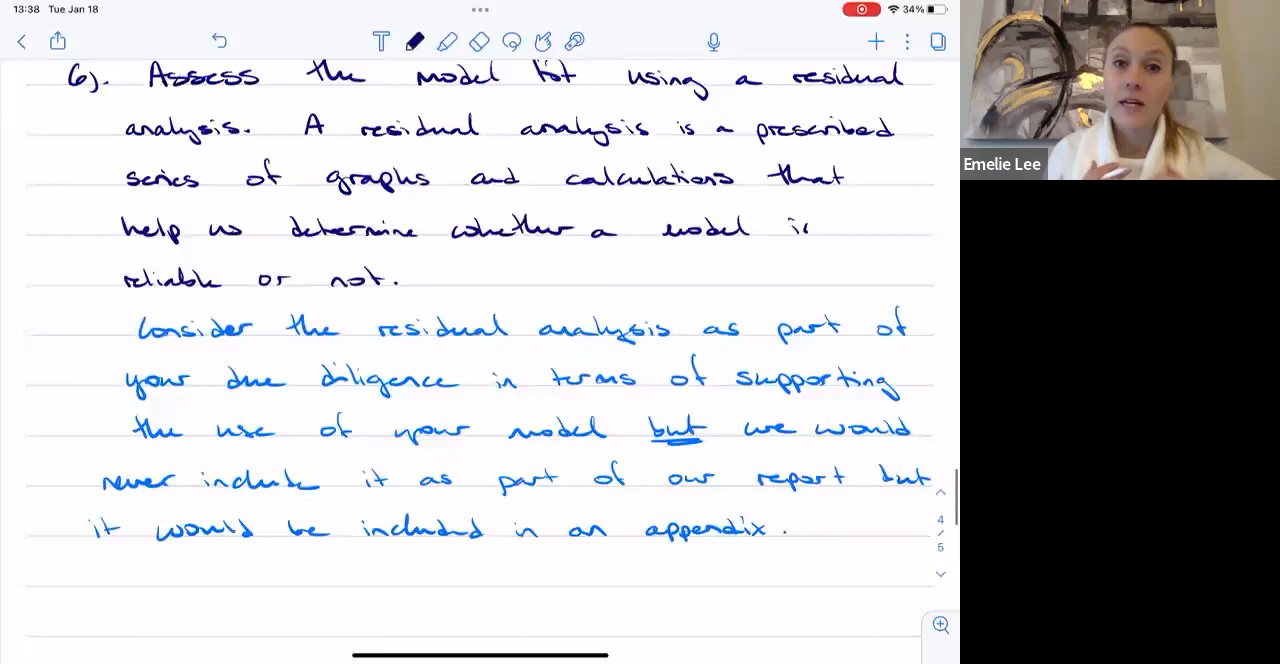 13:38 Tue Jan 18
34%
6). Assess the model fit using a residual
analysis. A residual analysis is a prescribed
series of graphs and calculations that
help us determine whether a model is
reliable or not.
Consider the residual analysis as part of
your due diligence in terms of supporting
the use of your model but we would
never include it as part of our report but
it would be included in an appendix.
4
5
Emelie Lee